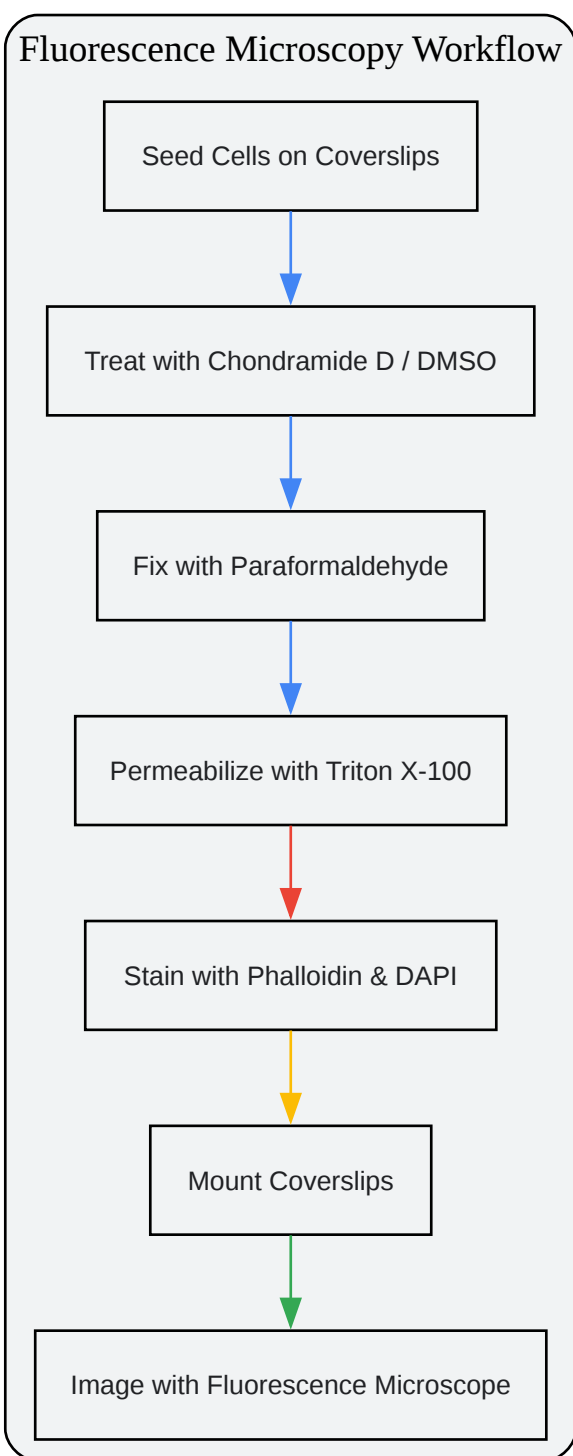 Fluorescence Microscopy Workflow
Seed Cells on Coverslips
Treat with Chondramide D / DMSO
Fix with Paraformaldehyde
Permeabilize with Triton X-100
Stain with Phalloidin & DAPI
Mount Coverslips
Image with Fluorescence Microscope